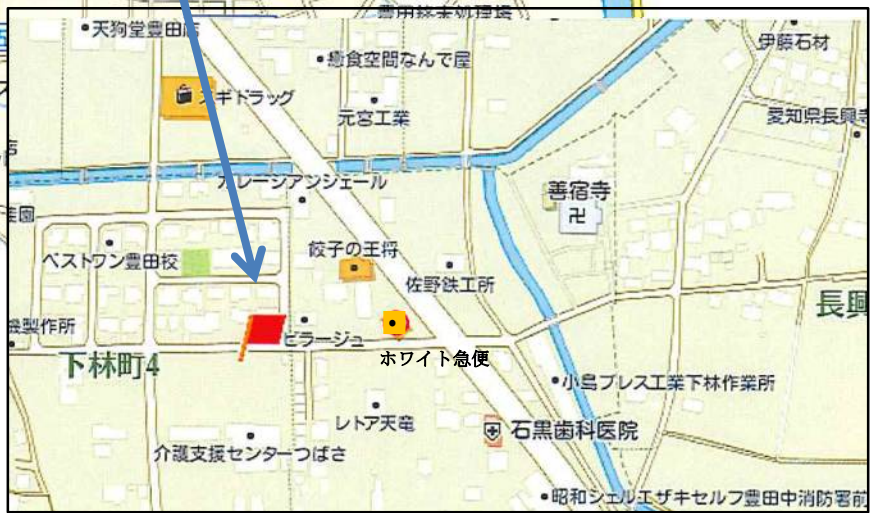 天狗堂豊田店
伊藤石材
癒食空間なんで屋
スギドラッグ
元宮工業
愛知県長興寺
店
ガレージアンジェール
善宿寺
卍
餃子の王将
ベストワン豊田校
佐野鉄工所
長興
製作所
ビラージュ
ホワイト急便
下林町4
小島プレス工業下林作業所
レトア天竜
石黒歯科医院
介護支援センターつばさ
昭和シェルエザキセルフ豊田中消防署前